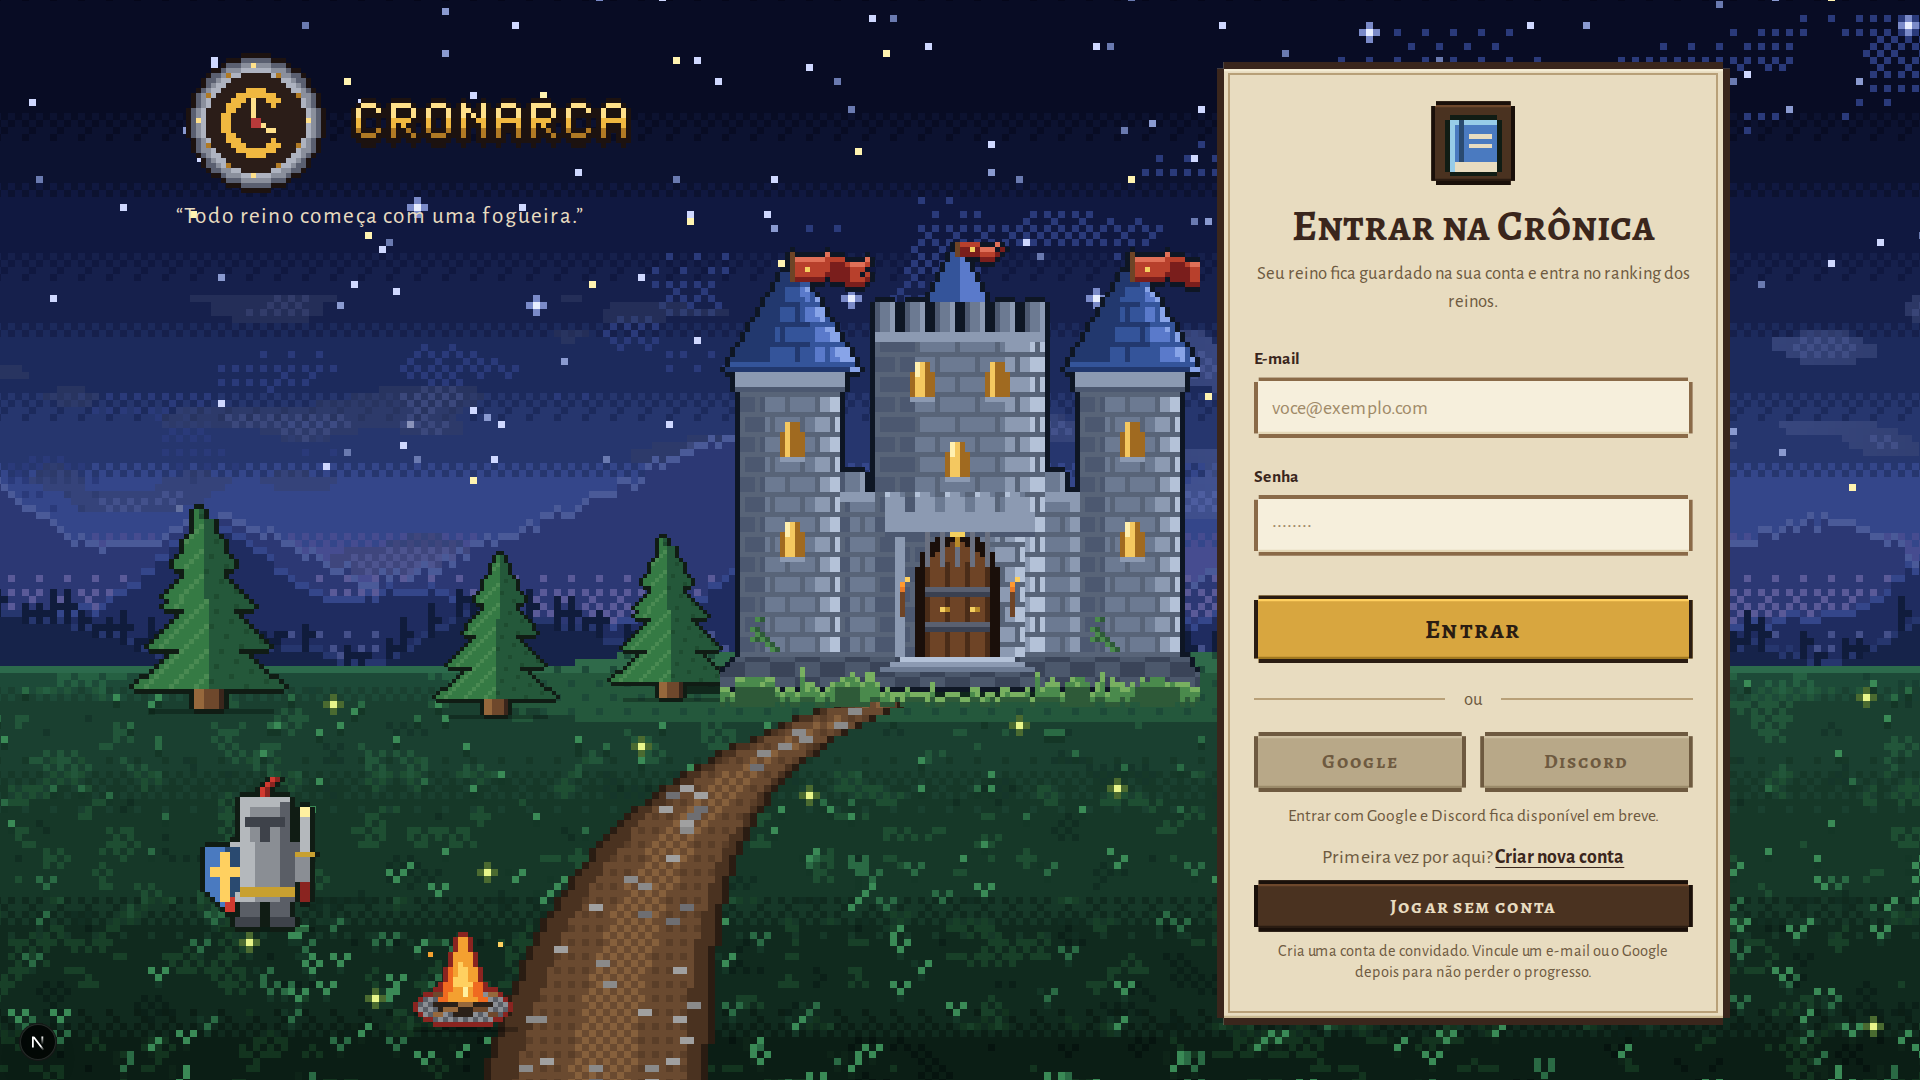 CRONARCA
“Todo reino começa com uma fogueira.”
Entrar na Crônica
Seu reino fica guardado na sua conta e entra no ranking dos
reinos.
E-mail
voce@exemplo.com
Senha
........
Entrar
ou
Google
Discord
Entrar com Google e Discord fica disponível em breve.
Primeira vez por aqui? Criar nova conta
Jogar sem conta
Cria uma conta de convidado. Vincule um e-mail ou o Google
depois para não perder o progresso.
N